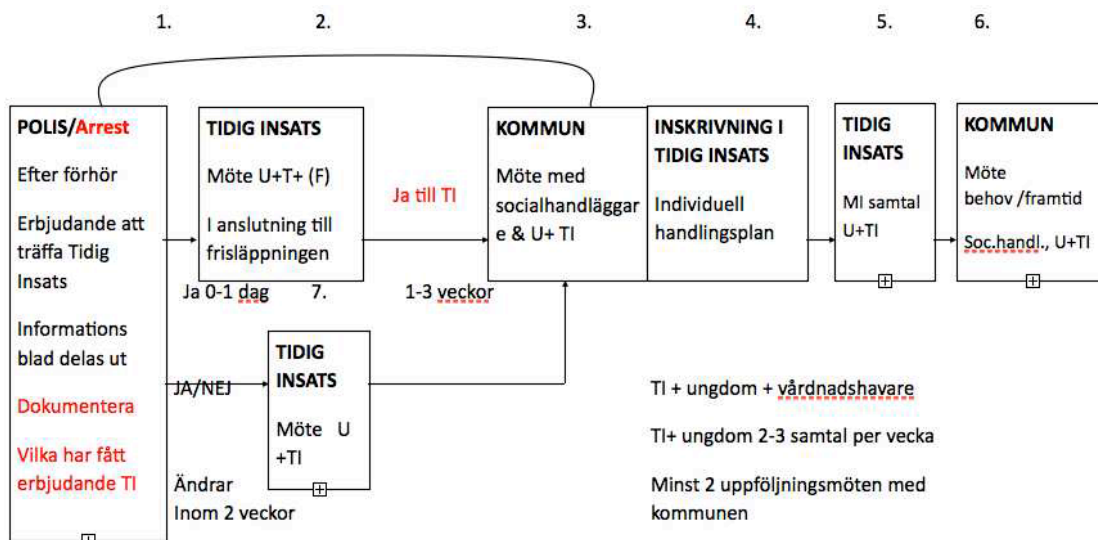 1.
2.
3.
4.
5.
6.
POLIS/Arrest
Efter förhör
Erbjudande att
träffa Tidig
Insats
Informations
blad delas ut
Dokumentera
Vilka har fått
erbjudande TI
TIDIG INSATS
Möte U+T+ (F)
I anslutning till
frisläppningen
Ja 0-1 dag
7.
Ja till TI
1-3 veckor
KOMMUN
Möte med
socialhandläggar
e & U+ TI
INSKRIVNING I
TIDIG INSATS
Individuell
handlingsplan
TIDIG
INSATS
MI samtal
U+TI
KOMMUN
Möte
behov /framtid
Soc.handl., U+TI
JA/NEJ
TIDIG
INSATS
Möte U
+TI
Ändrar
Inom 2 veckor
TI + ungdom + vårdnadshavare
TI+ ungdom 2-3 samtal per vecka
Minst 2 uppföljningsmöten med
kommunen